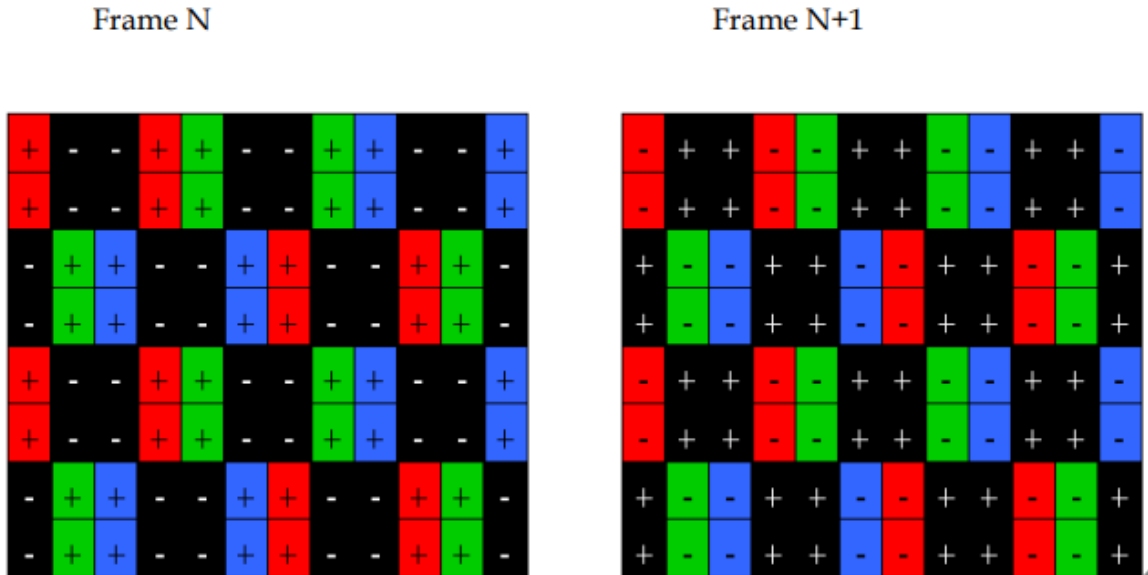 Frame N Frame N+1
+ - - + + - - + + - - + - + + - - + + - - + + -
+ - - + + - - + + - - + - + + - - + + - - + + -
- + + - - + + - - + + - + - - + + - - + + - - +
- + + - - + + - - + + - + - - + + - - + + - - +
+ - - + + - - + + - - + - + + - - + + - - + + -
+ - - + + - - + + - - + - + + - - + + - - + + -
- + + - - + + - - + + - + - - + + - - + + - - +
- + + - - + + - - + + - + - - + + - - + + - - +